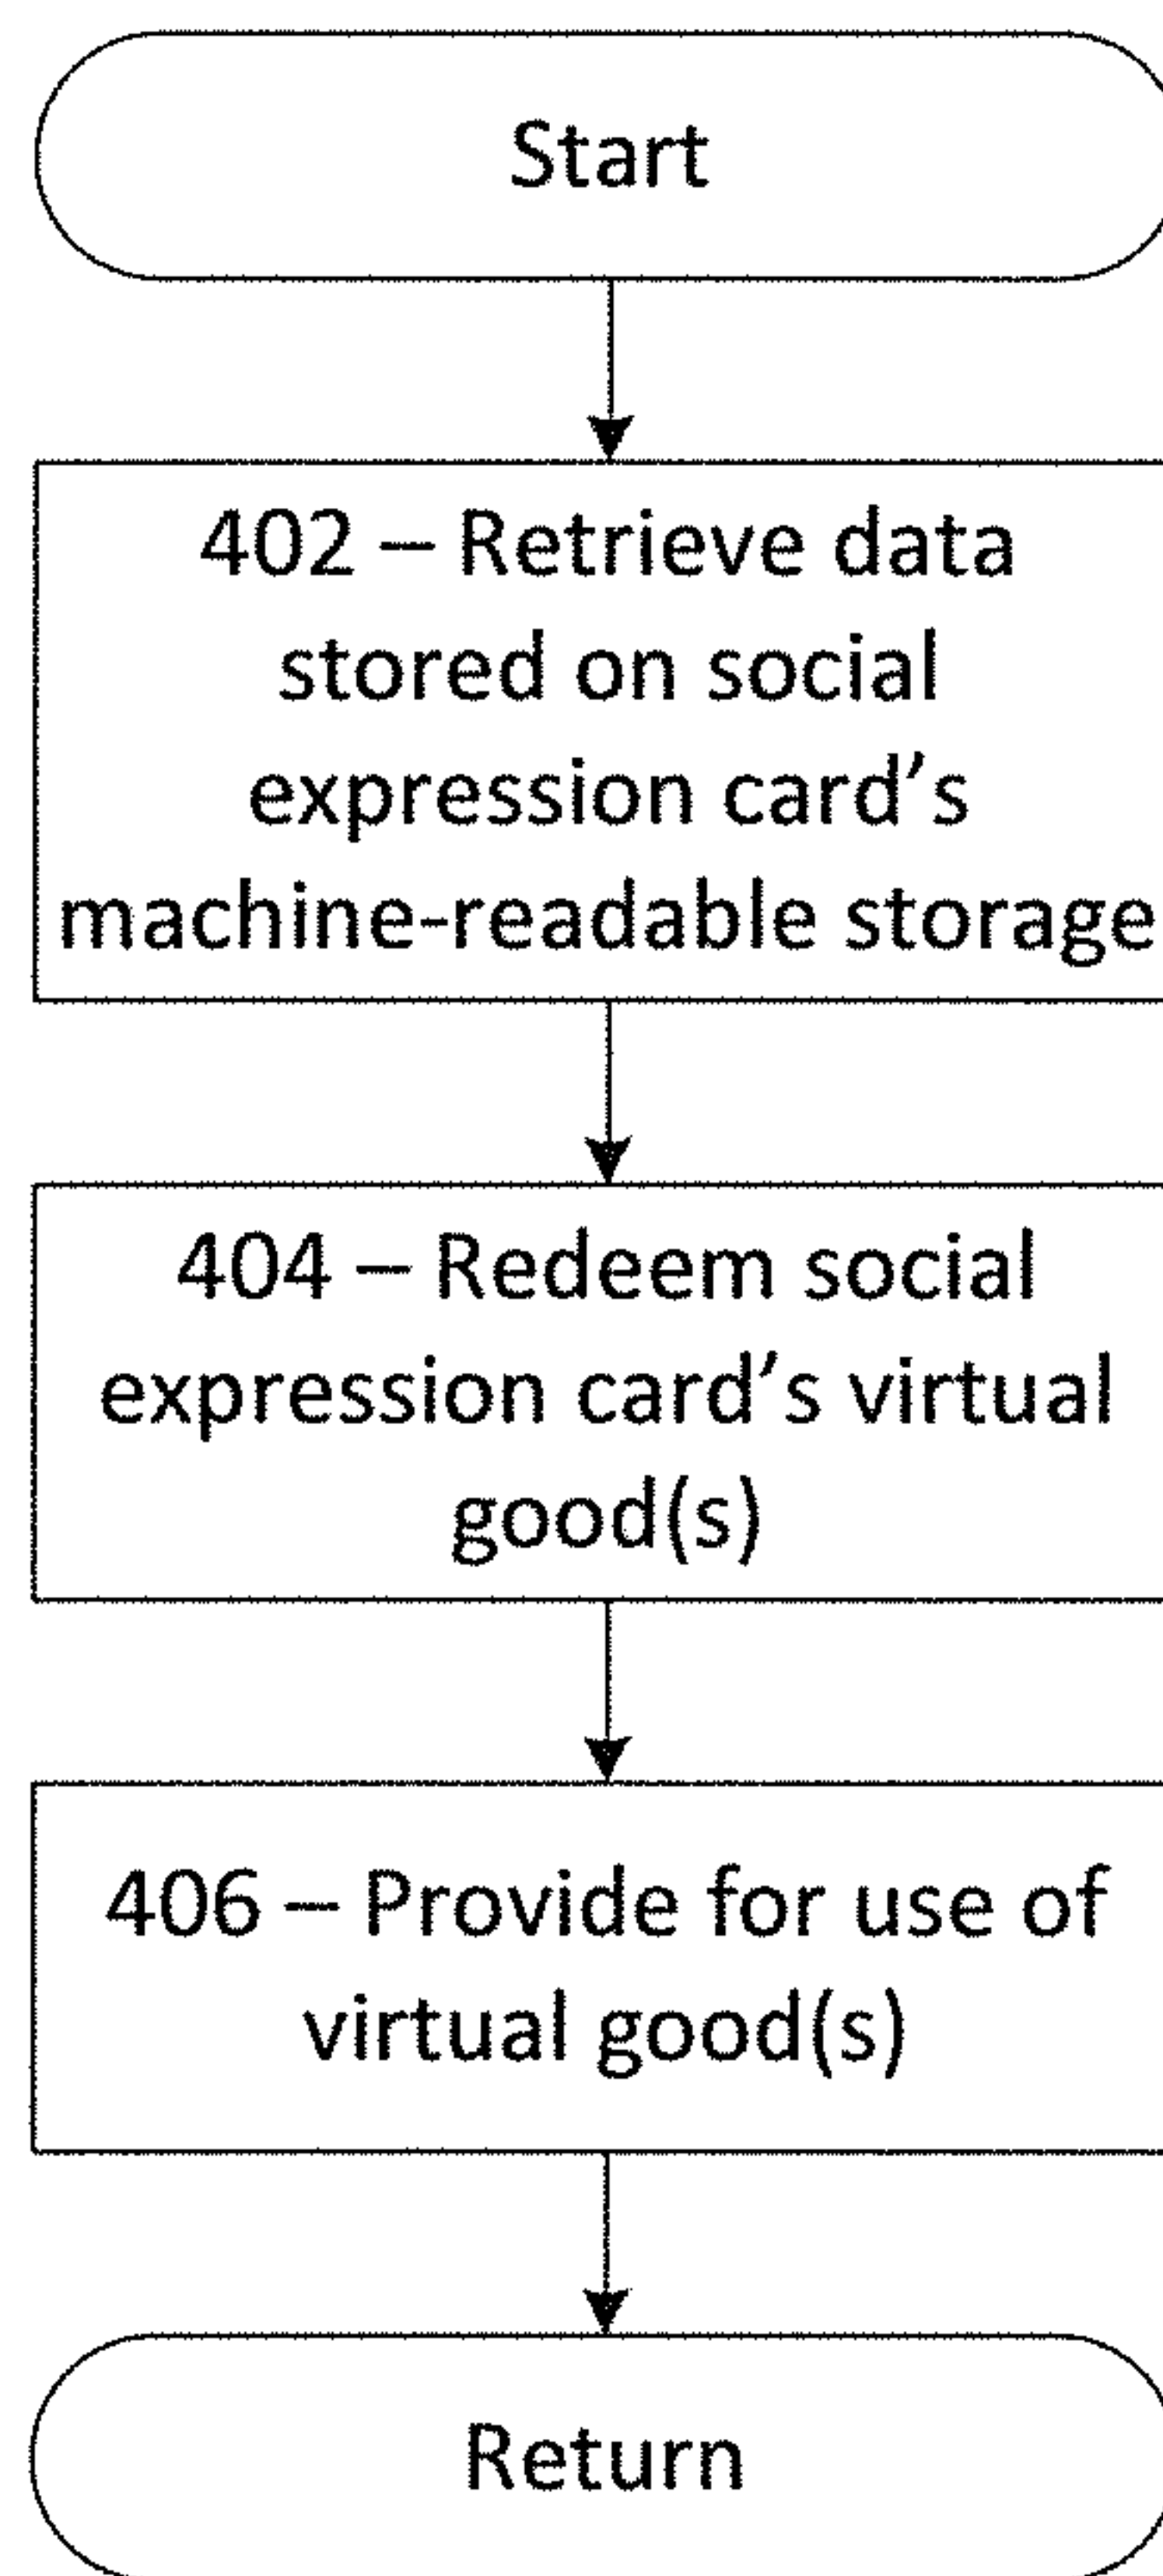 Start
402 – Retrieve data
stored on social
expression card’s
machine-readable storage
404 – Redeem social
expression card’s virtual
good(s)
406 – Provide for use of
virtual good(s)
Return